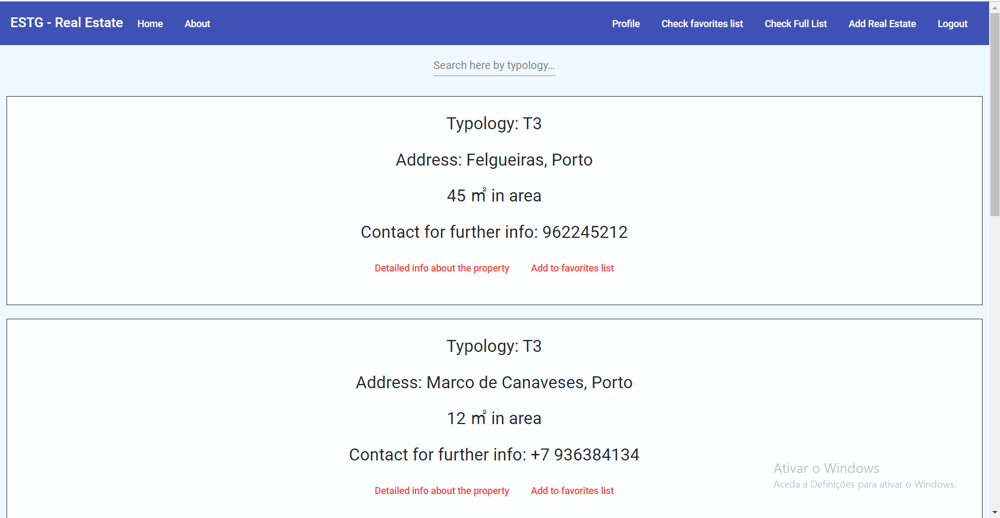 ESTG - Real Estate Home About Profile Check favorites list Check Full List Add Real Estate Logout
Search here by typology...
Typology: T3
Address: Felgueiras, Porto
45 ㎡ in area
Contact for further info: 962245212
Detailed info about the property Add to favorites list
Typology: T3
Address: Marco de Canaveses, Porto
12 ㎡ in area
Contact for further info: +7 936384134
Detailed info about the property Add to favorites list
Ativar o Windows
Aceda a Definições para ativar o Windows.